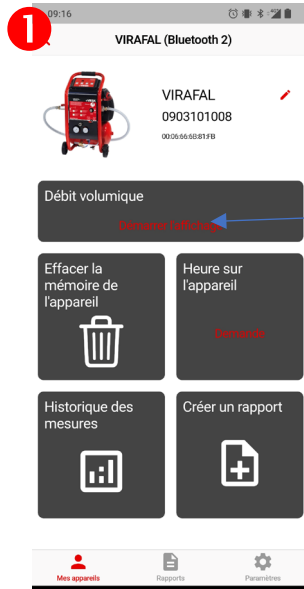 1
09:16
VIRAFAL (Bluetooth 2)
VIRAFAL
0903101008
00:06:66:6B:81:FB
Débit volumique
Démarrer l'affichage
Effacer la
mémoire de
l'appareil
Heure sur
l'appareil
Demande
Historique des
mesures
Créer un rapport
Mes appareils
Rapports
Paramètres